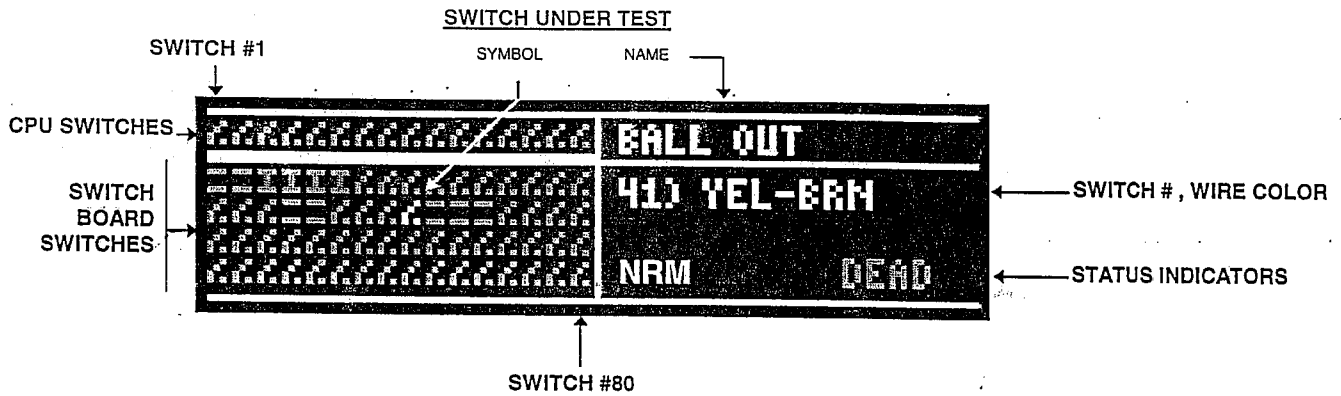 SWITCH UNDER TEST
SWITCH #1
SYMBOL NAME
CPU SWITCHES
BALL OUT
SWITCH
BOARD
SWITCHES
41) YEL-BRN
SWITCH # , WIRE COLOR
NRM DEAD
STATUS INDICATORS
SWITCH #80